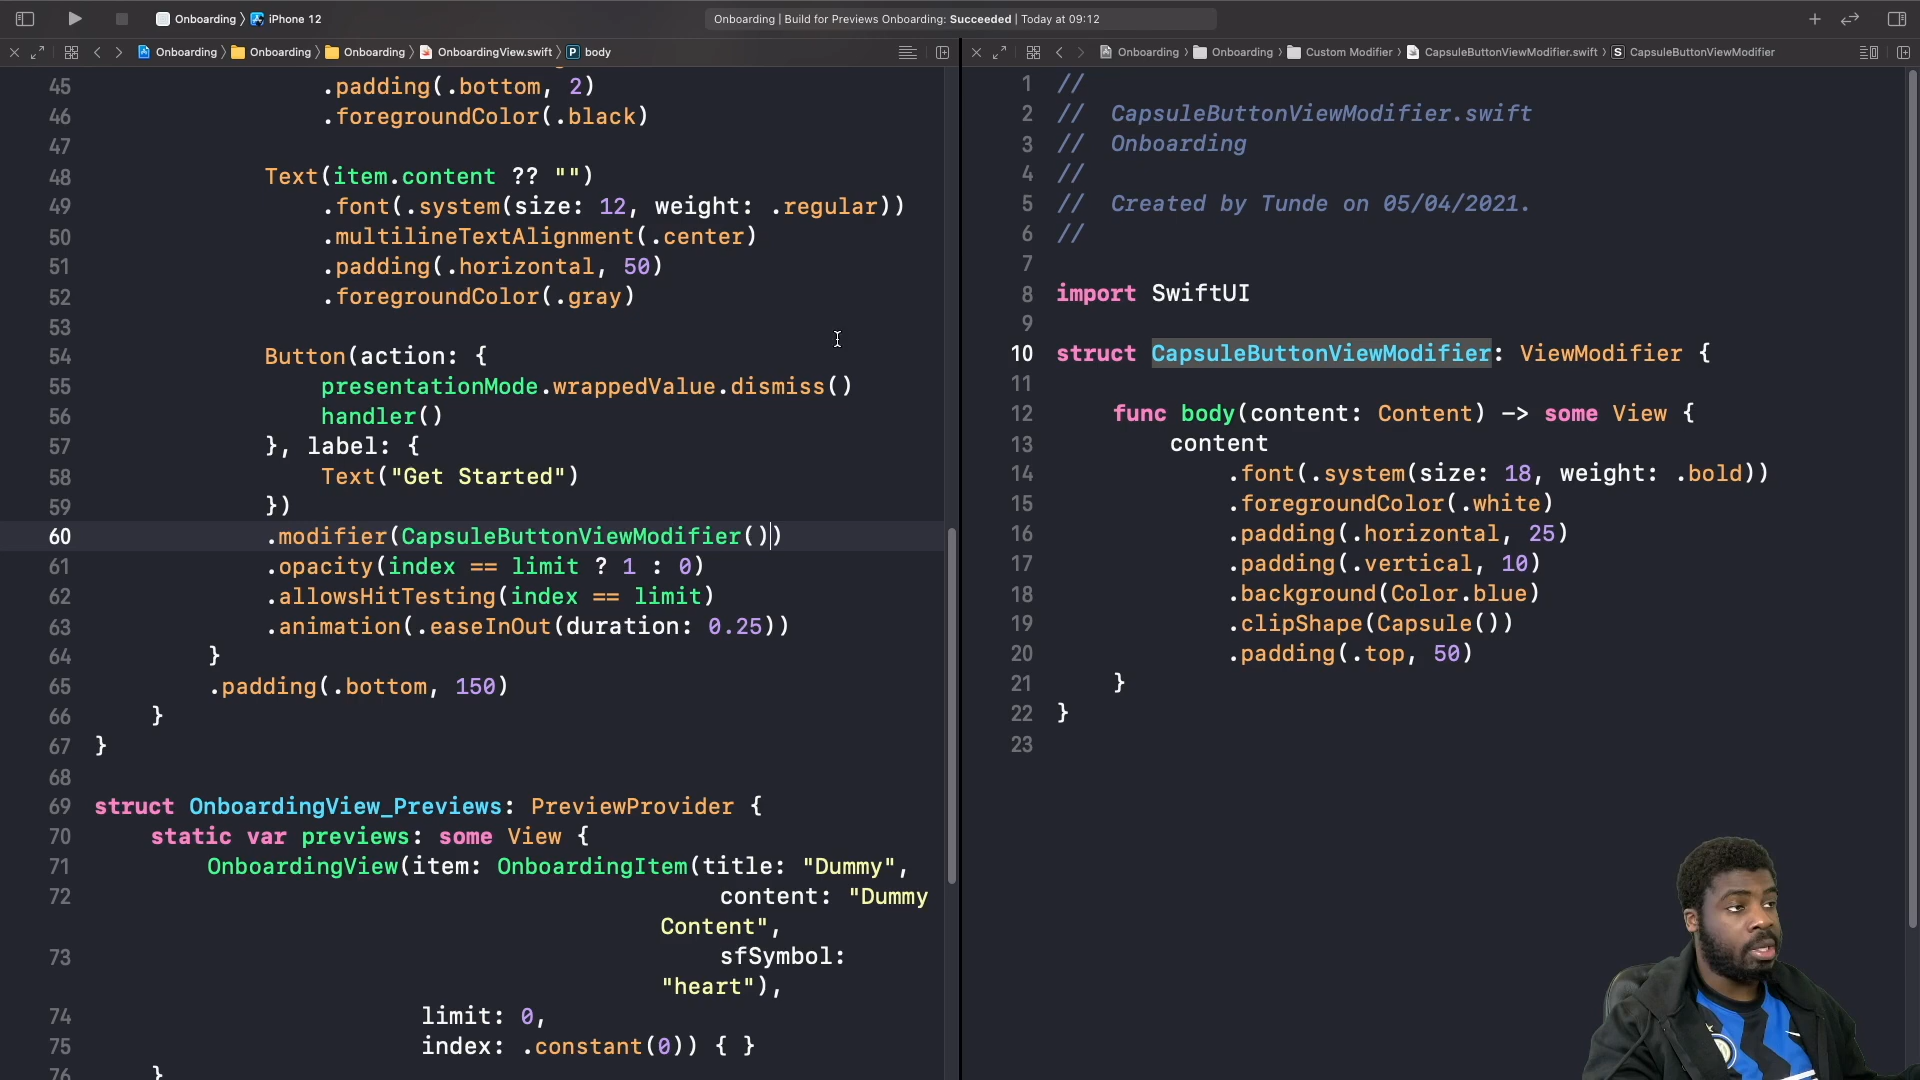 Onboarding
iPhone 12
Onboarding | Build for Previews Onboarding: Succeeded | Today at 09:12
Onboarding
Onboarding
Onboarding
OnboardingView.swift
P body
Onboarding
Onboarding
Custom Modifier
CapsuleButtonViewModifier.swift
S CapsuleButtonViewModifier
45 .padding(.bottom, 2)
46 .foregroundColor(.black)
47
48 Text(item.content ?? "")
49 .font(.system(size: 12, weight: .regular))
50 .multilineTextAlignment(.center)
51 .padding(.horizontal, 50)
52 .foregroundColor(.gray)
53
54 Button(action: {
55 presentationMode.wrappedValue.dismiss()
56 handler()
57 }, label: {
58 Text("Get Started")
59 })
60 .modifier(CapsuleButtonViewModifier())
61 .opacity(index == limit ? 1 : 0)
62 .allowsHitTesting(index == limit)
63 .animation(.easeInOut(duration: 0.25))
64 }
65 .padding(.bottom, 150)
66 }
67 }
68
69 struct OnboardingView_Previews: PreviewProvider {
70 static var previews: some View {
71 OnboardingView(item: OnboardingItem(title: "Dummy",
72 content: "Dummy
Content",
73 sfSymbol:
"heart"),
74 limit: 0,
75 index: .constant(0)) { }
76 }
1 //
2 // CapsuleButtonViewModifier.swift
3 // Onboarding
4 //
5 // Created by Tunde on 05/04/2021.
6 //
7
8 import SwiftUI
9
10 struct CapsuleButtonViewModifier: ViewModifier {
11
12 func body(content: Content) -> some View {
13 content
14 .font(.system(size: 18, weight: .bold))
15 .foregroundColor(.white)
16 .padding(.horizontal, 25)
17 .padding(.vertical, 10)
18 .background(Color.blue)
19 .clipShape(Capsule())
20 .padding(.top, 50)
21 }
22 }
23